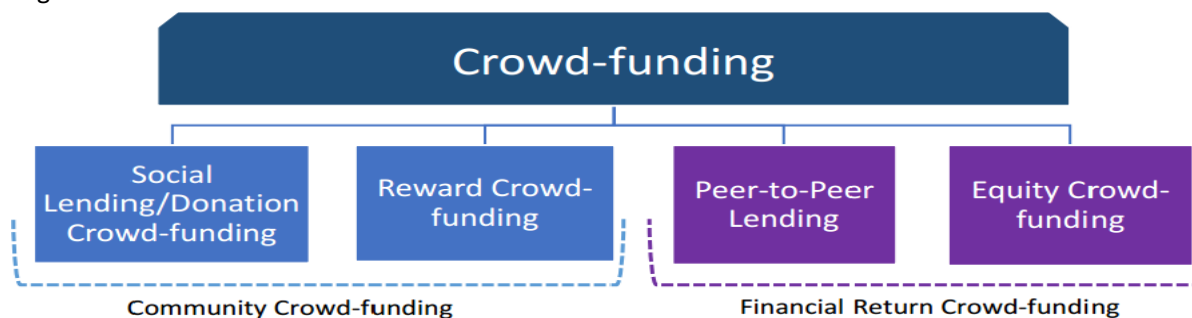 Crowd-funding
Social
Lending/Donation
Crowd-funding
Reward Crowd-
funding
Peer-to-Peer
Lending
Equity Crowd-
funding
Community Crowd-funding
Financial Return Crowd-funding